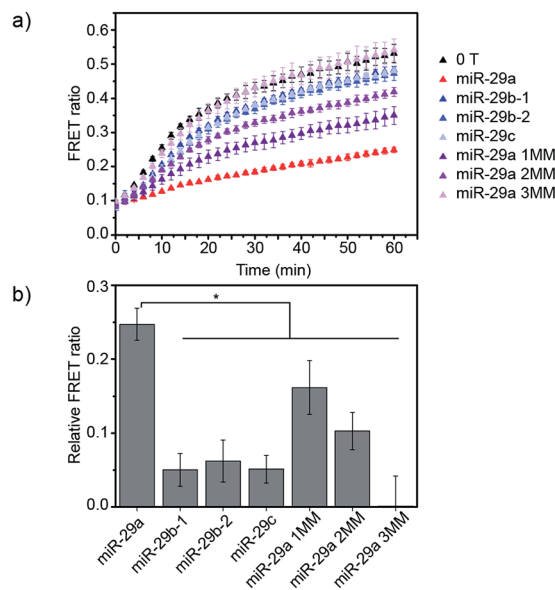 a)
FRET ratio
0.6
0.5
0.4
0.3
0.2
0.1
0.0
0 10 20 30 40 50 60
Time (min)
0 T
miR-29a
miR-29b-1
miR-29b-2
miR-29c
miR-29a 1MM
miR-29a 2MM
miR-29a 3MM
b)
Relative FRET ratio
0.3
0.2
0.1
0.0
*
miR-29a
miR-29b-1
miR-29b-2
miR-29c
miR-29a 1MM
miR-29a 2MM
miR-29a 3MM